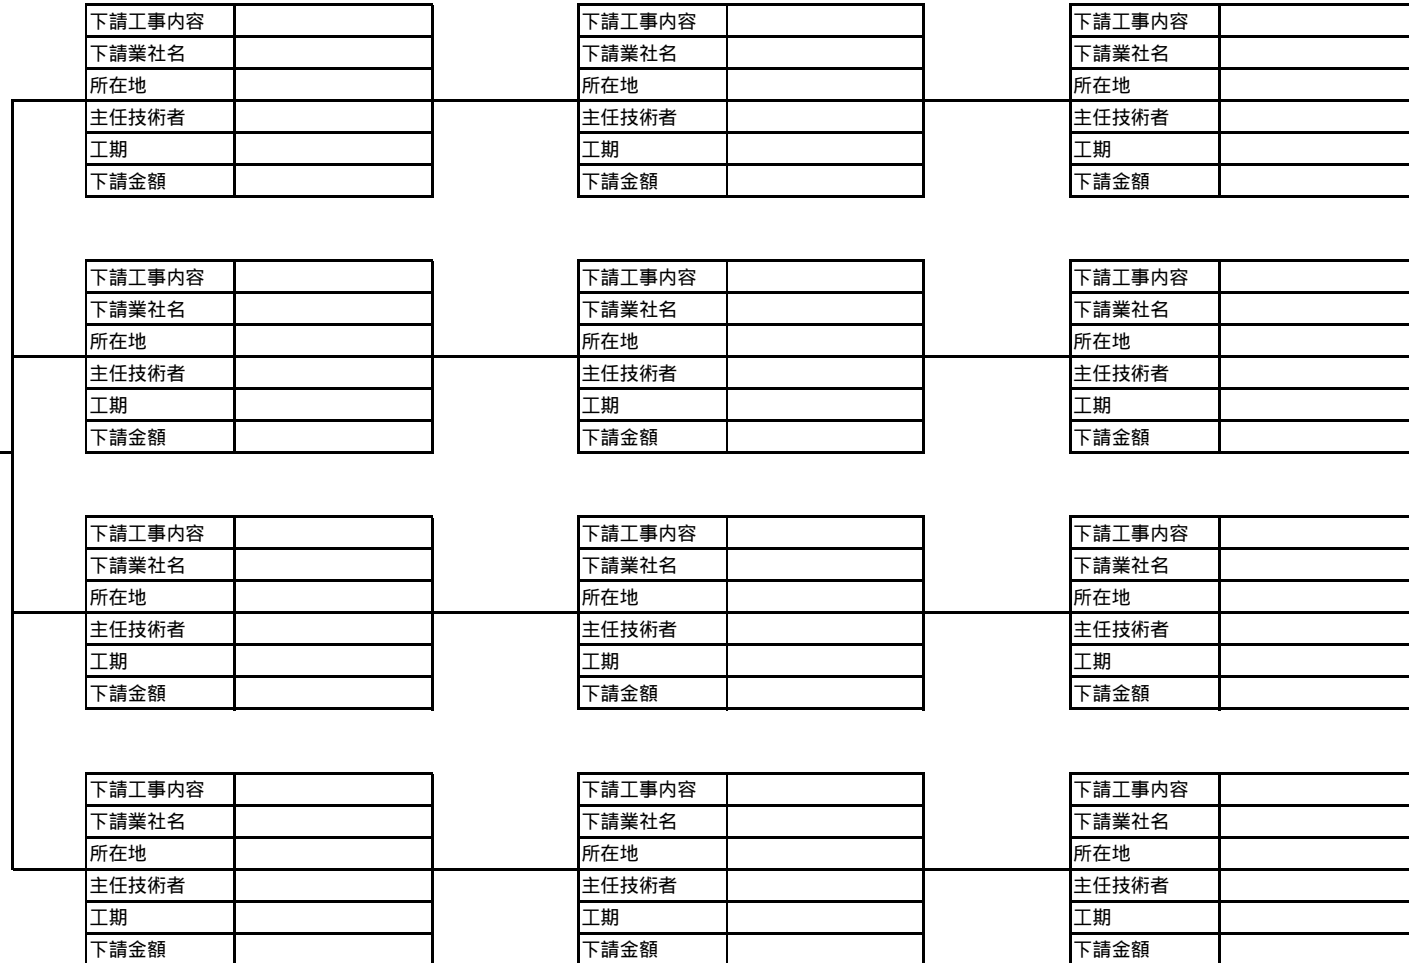 下請工事内容 下請工事内容 下請工事内容
下請業社名 下請業社名 下請業社名
所在地 所在地 所在地
主任技術者 主任技術者 主任技術者
工期 工期 工期
下請金額 下請金額 下請金額
下請工事内容 下請工事内容 下請工事内容
下請業社名 下請業社名 下請業社名
所在地 所在地 所在地
主任技術者 主任技術者 主任技術者
工期 工期 工期
下請金額 下請金額 下請金額
下請工事内容 下請工事内容 下請工事内容
下請業社名 下請業社名 下請業社名
所在地 所在地 所在地
主任技術者 主任技術者 主任技術者
工期 工期 工期
下請金額 下請金額 下請金額
下請工事内容 下請工事内容 下請工事内容
下請業社名 下請業社名 下請業社名
所在地 所在地 所在地
主任技術者 主任技術者 主任技術者
工期 工期 工期
下請金額 下請金額 下請金額